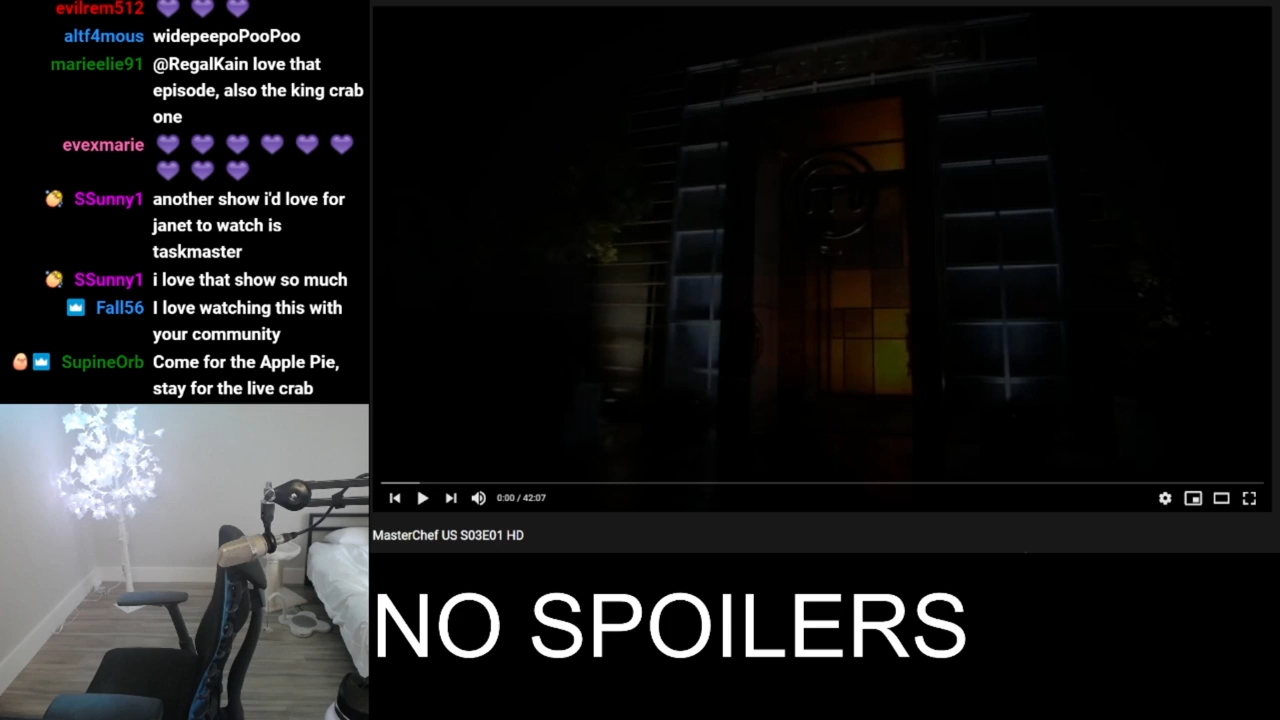 evilrem512
altf4mous widepeepoPooPoo
marieelie91 @RegalKain love that
episode, also the king crab
one
evexmarie
SSunny1 another show i'd love for
janet to watch is
taskmaster
SSunny1 i love that show so much
Fall56 I love watching this with
your community
SupineOrb Come for the Apple Pie,
stay for the live crab
0:00 / 42:07
MasterChef US S03E01 HD
NO SPOILERS